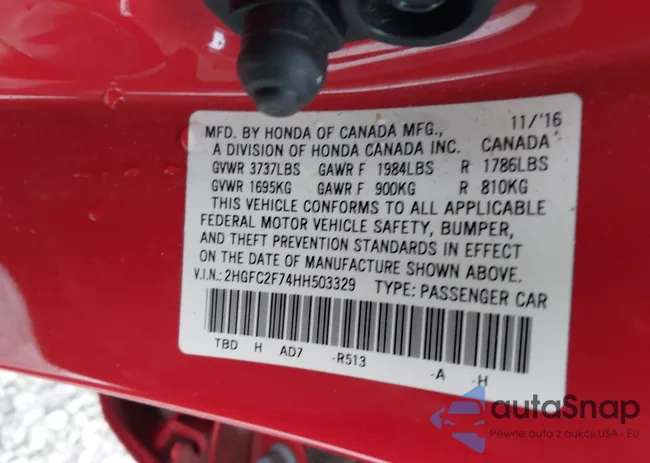 MFD. BY HONDA OF CANADA MFG., 11/'16
A DIVISION OF HONDA CANADA INC. CANADA
GVWR 3737LBS GAWR F 1984LBS R 1786LBS
GVWR 1695KG GAWR F 900KG R 810KG
THIS VEHICLE CONFORMS TO ALL APPLICABLE
FEDERAL MOTOR VEHICLE SAFETY, BUMPER,
AND THEFT PREVENTION STANDARDS IN EFFECT
ON THE DATE OF MANUFACTURE SHOWN ABOVE.
V.I.N.: 2HGFC2F74HH503329 TYPE: PASSENGER CAR
TBD H AD7 -R513 -A -H
autaSnap
Pewne auta z aukcji USA - EU